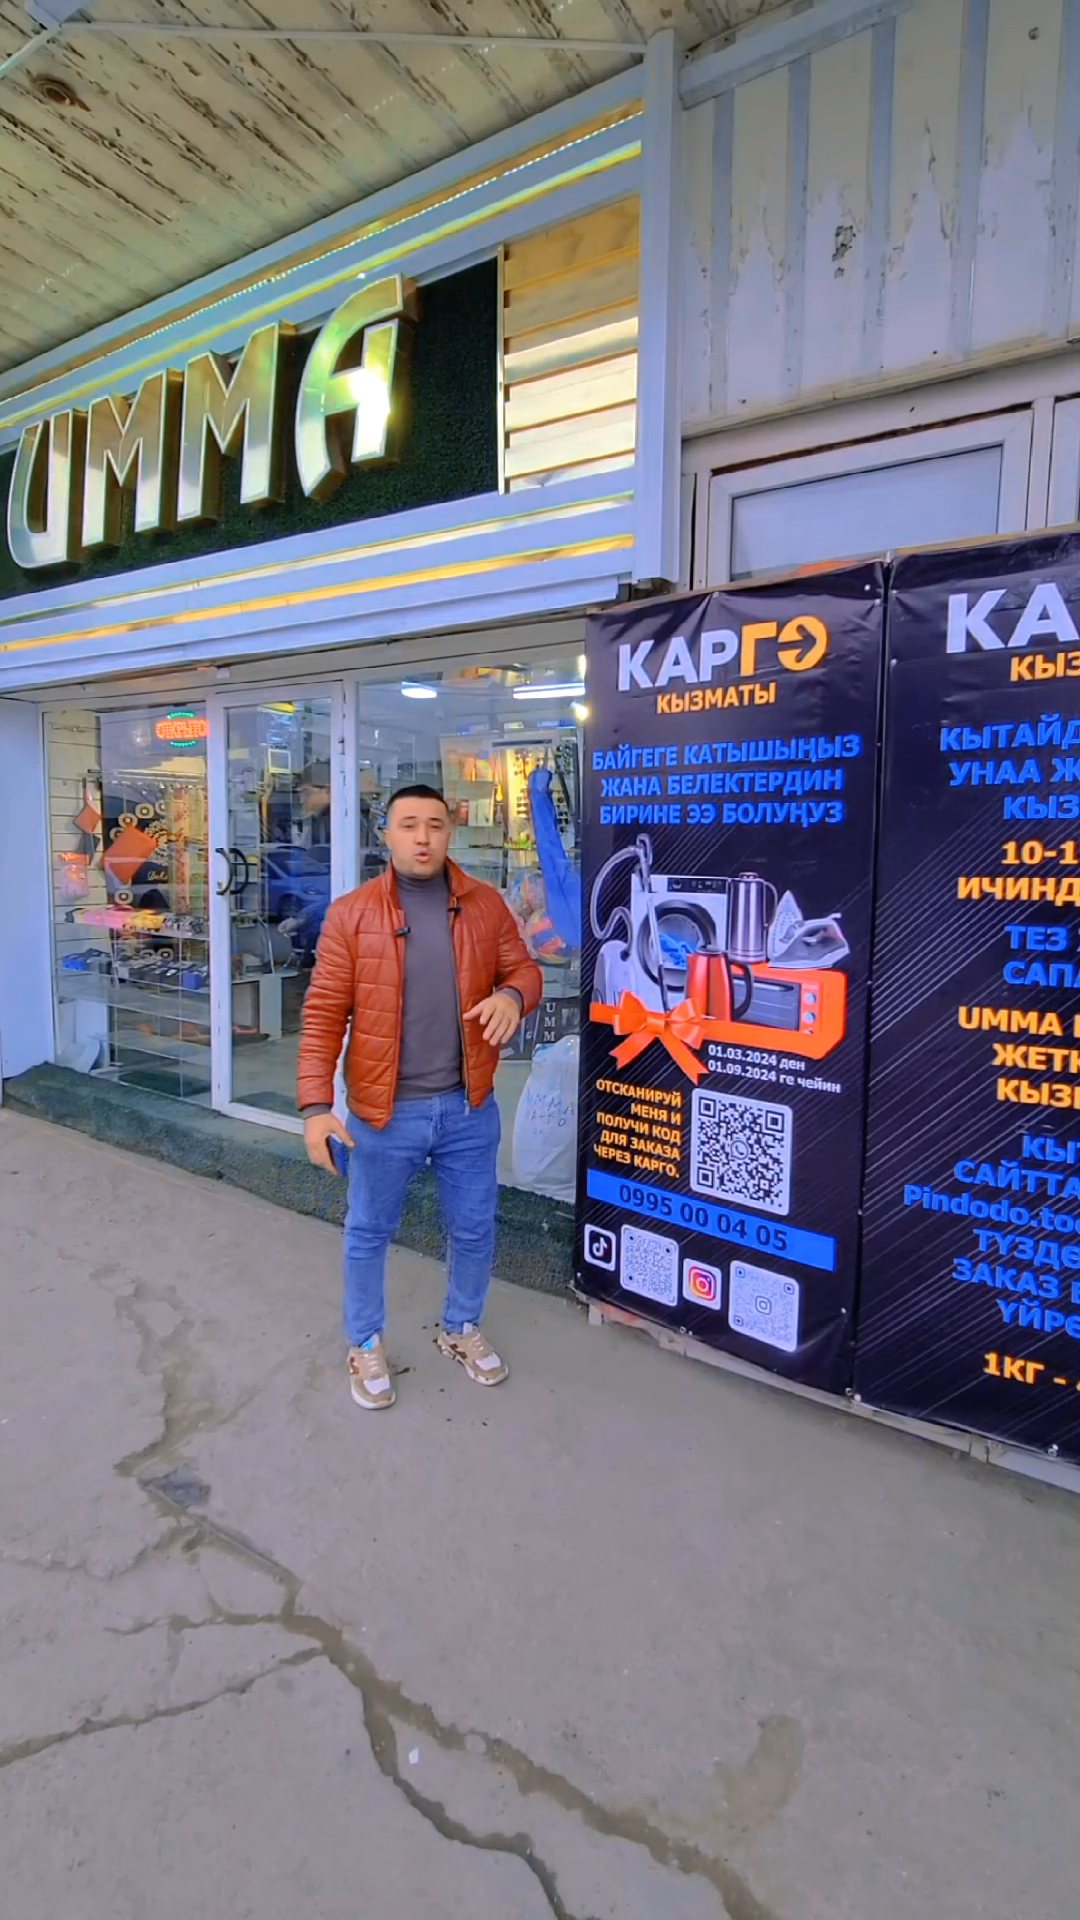 UMMA
ОТКРЫТО
КАРГЭ
КЫЗМАТЫ
БАЙГЕГЕ КАТЫШЫҢЫЗ
ЖАНА БЕЛЕКТЕРДИН
БИРИНЕ ЭЭ БОЛУҢУЗ
01.03.2024 ден
01.09.2024 ге чейин
ОТСКАНИРУЙ
МЕНЯ И
ПОЛУЧИ КОД
ДЛЯ ЗАКАЗА
ЧЕРЕЗ КАРГО.
0995 00 04 05
КА
КЫЗ
КЫТАЙД
УНАА Ж
КЫЗ
10-1
ИЧИНД
ТЕЗ
САПА
UMMA
ЖЕТК
КЫЗ
КЫТ
САЙТТА
Pindodo.too
ТҮЗДӨ
ЗАКАЗ
ҮЙРӨ
1КГ -